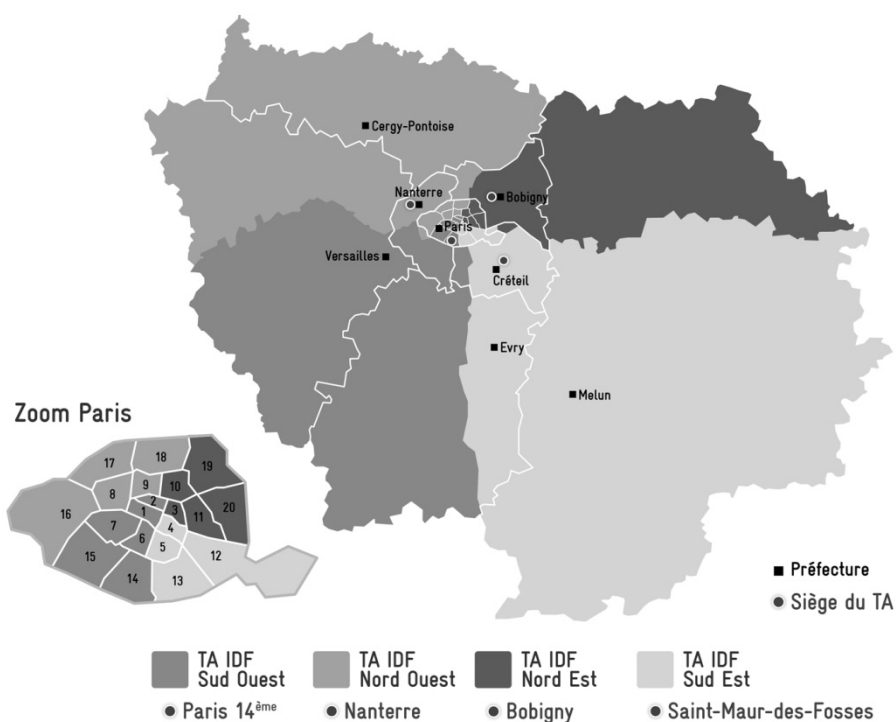 Cergy-Pontoise
Nanterre
Bobigny
Paris
Versailles
Créteil
Evry
Melun
Zoom Paris
17
18
19
9
10
8
2
20
16
1
3
11
7
4
6
5
12
15
14
13
Préfecture
Siège du TA
TA IDF
Sud Ouest
TA IDF
Nord Ouest
TA IDF
Nord Est
TA IDF
Sud Est
Paris 14ème
Nanterre
Bobigny
Saint-Maur-des-Fosses